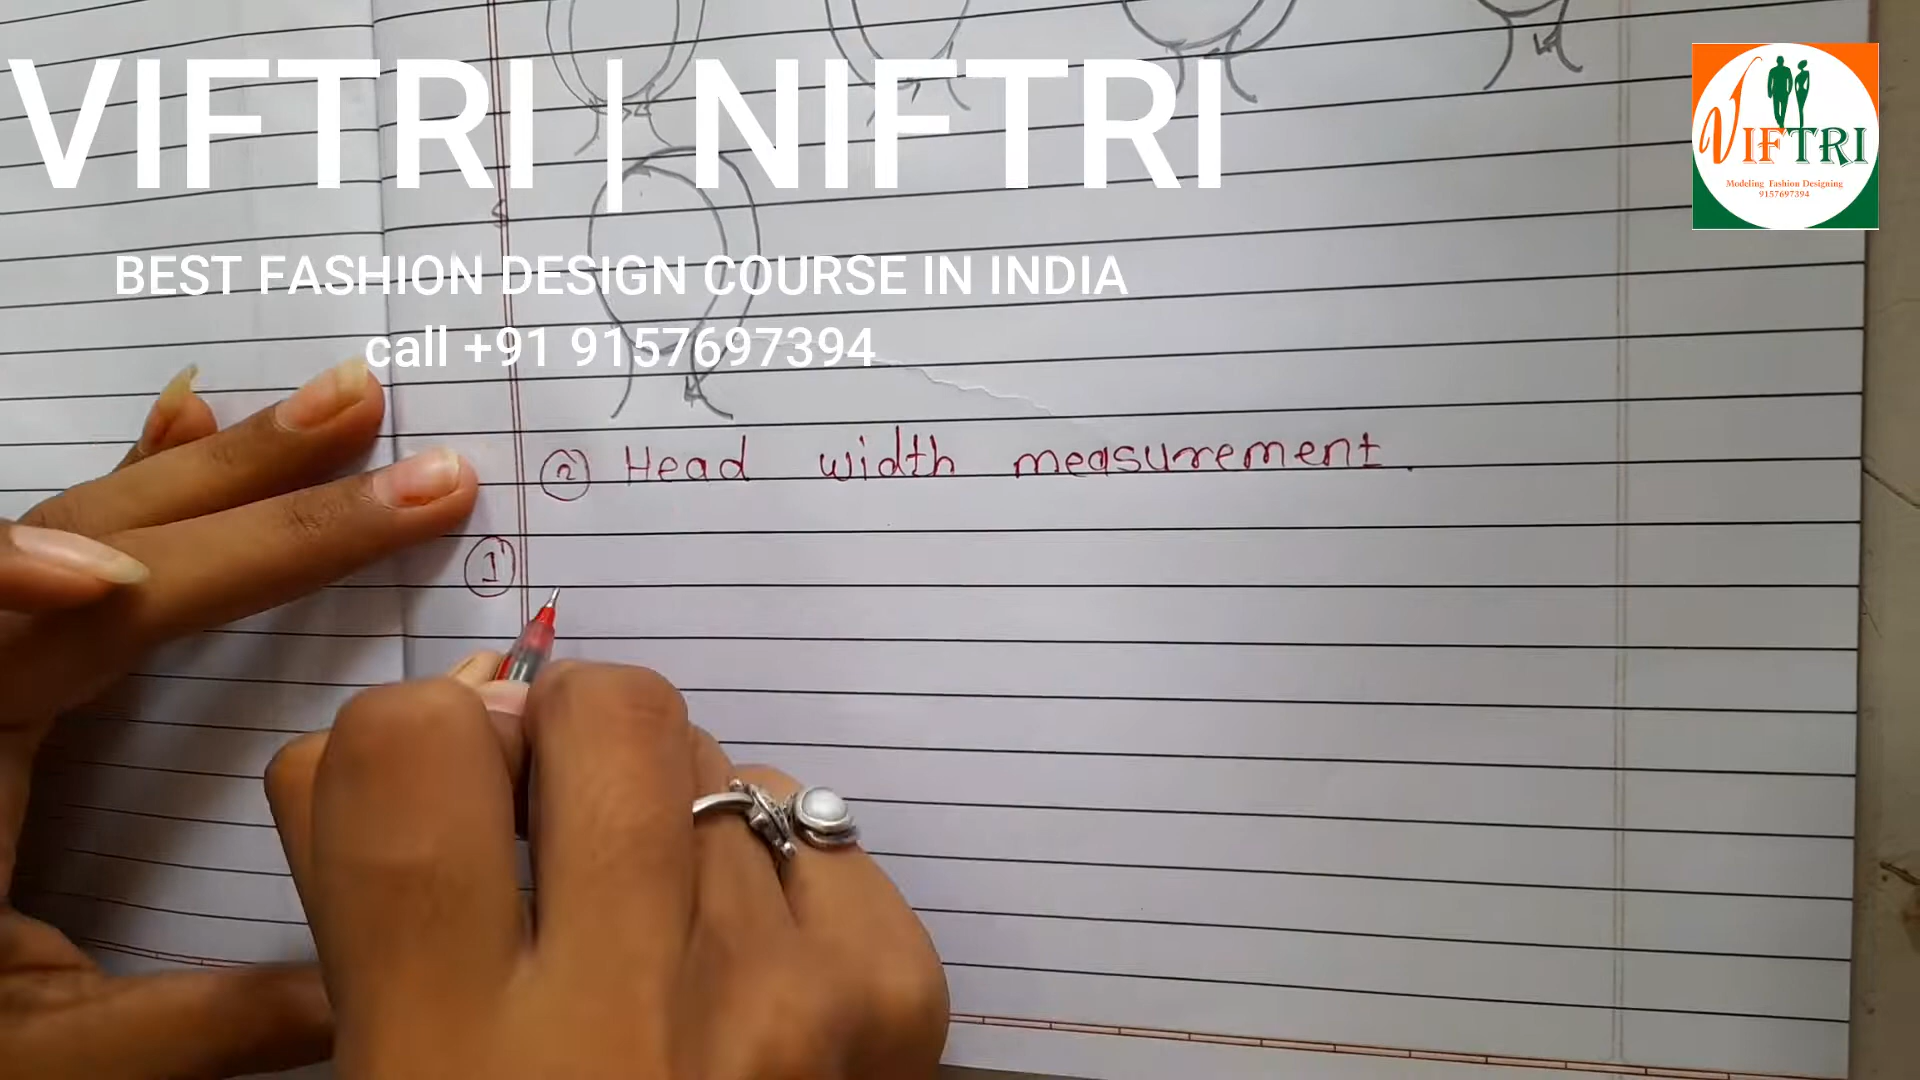 VIFTRI | NIFTRI
VIFTRI
Modeling Fashion Designing
9157697394
BEST FASHION DESIGN COURSE IN INDIA
call +91 9157697394
② Head width measurement.
①